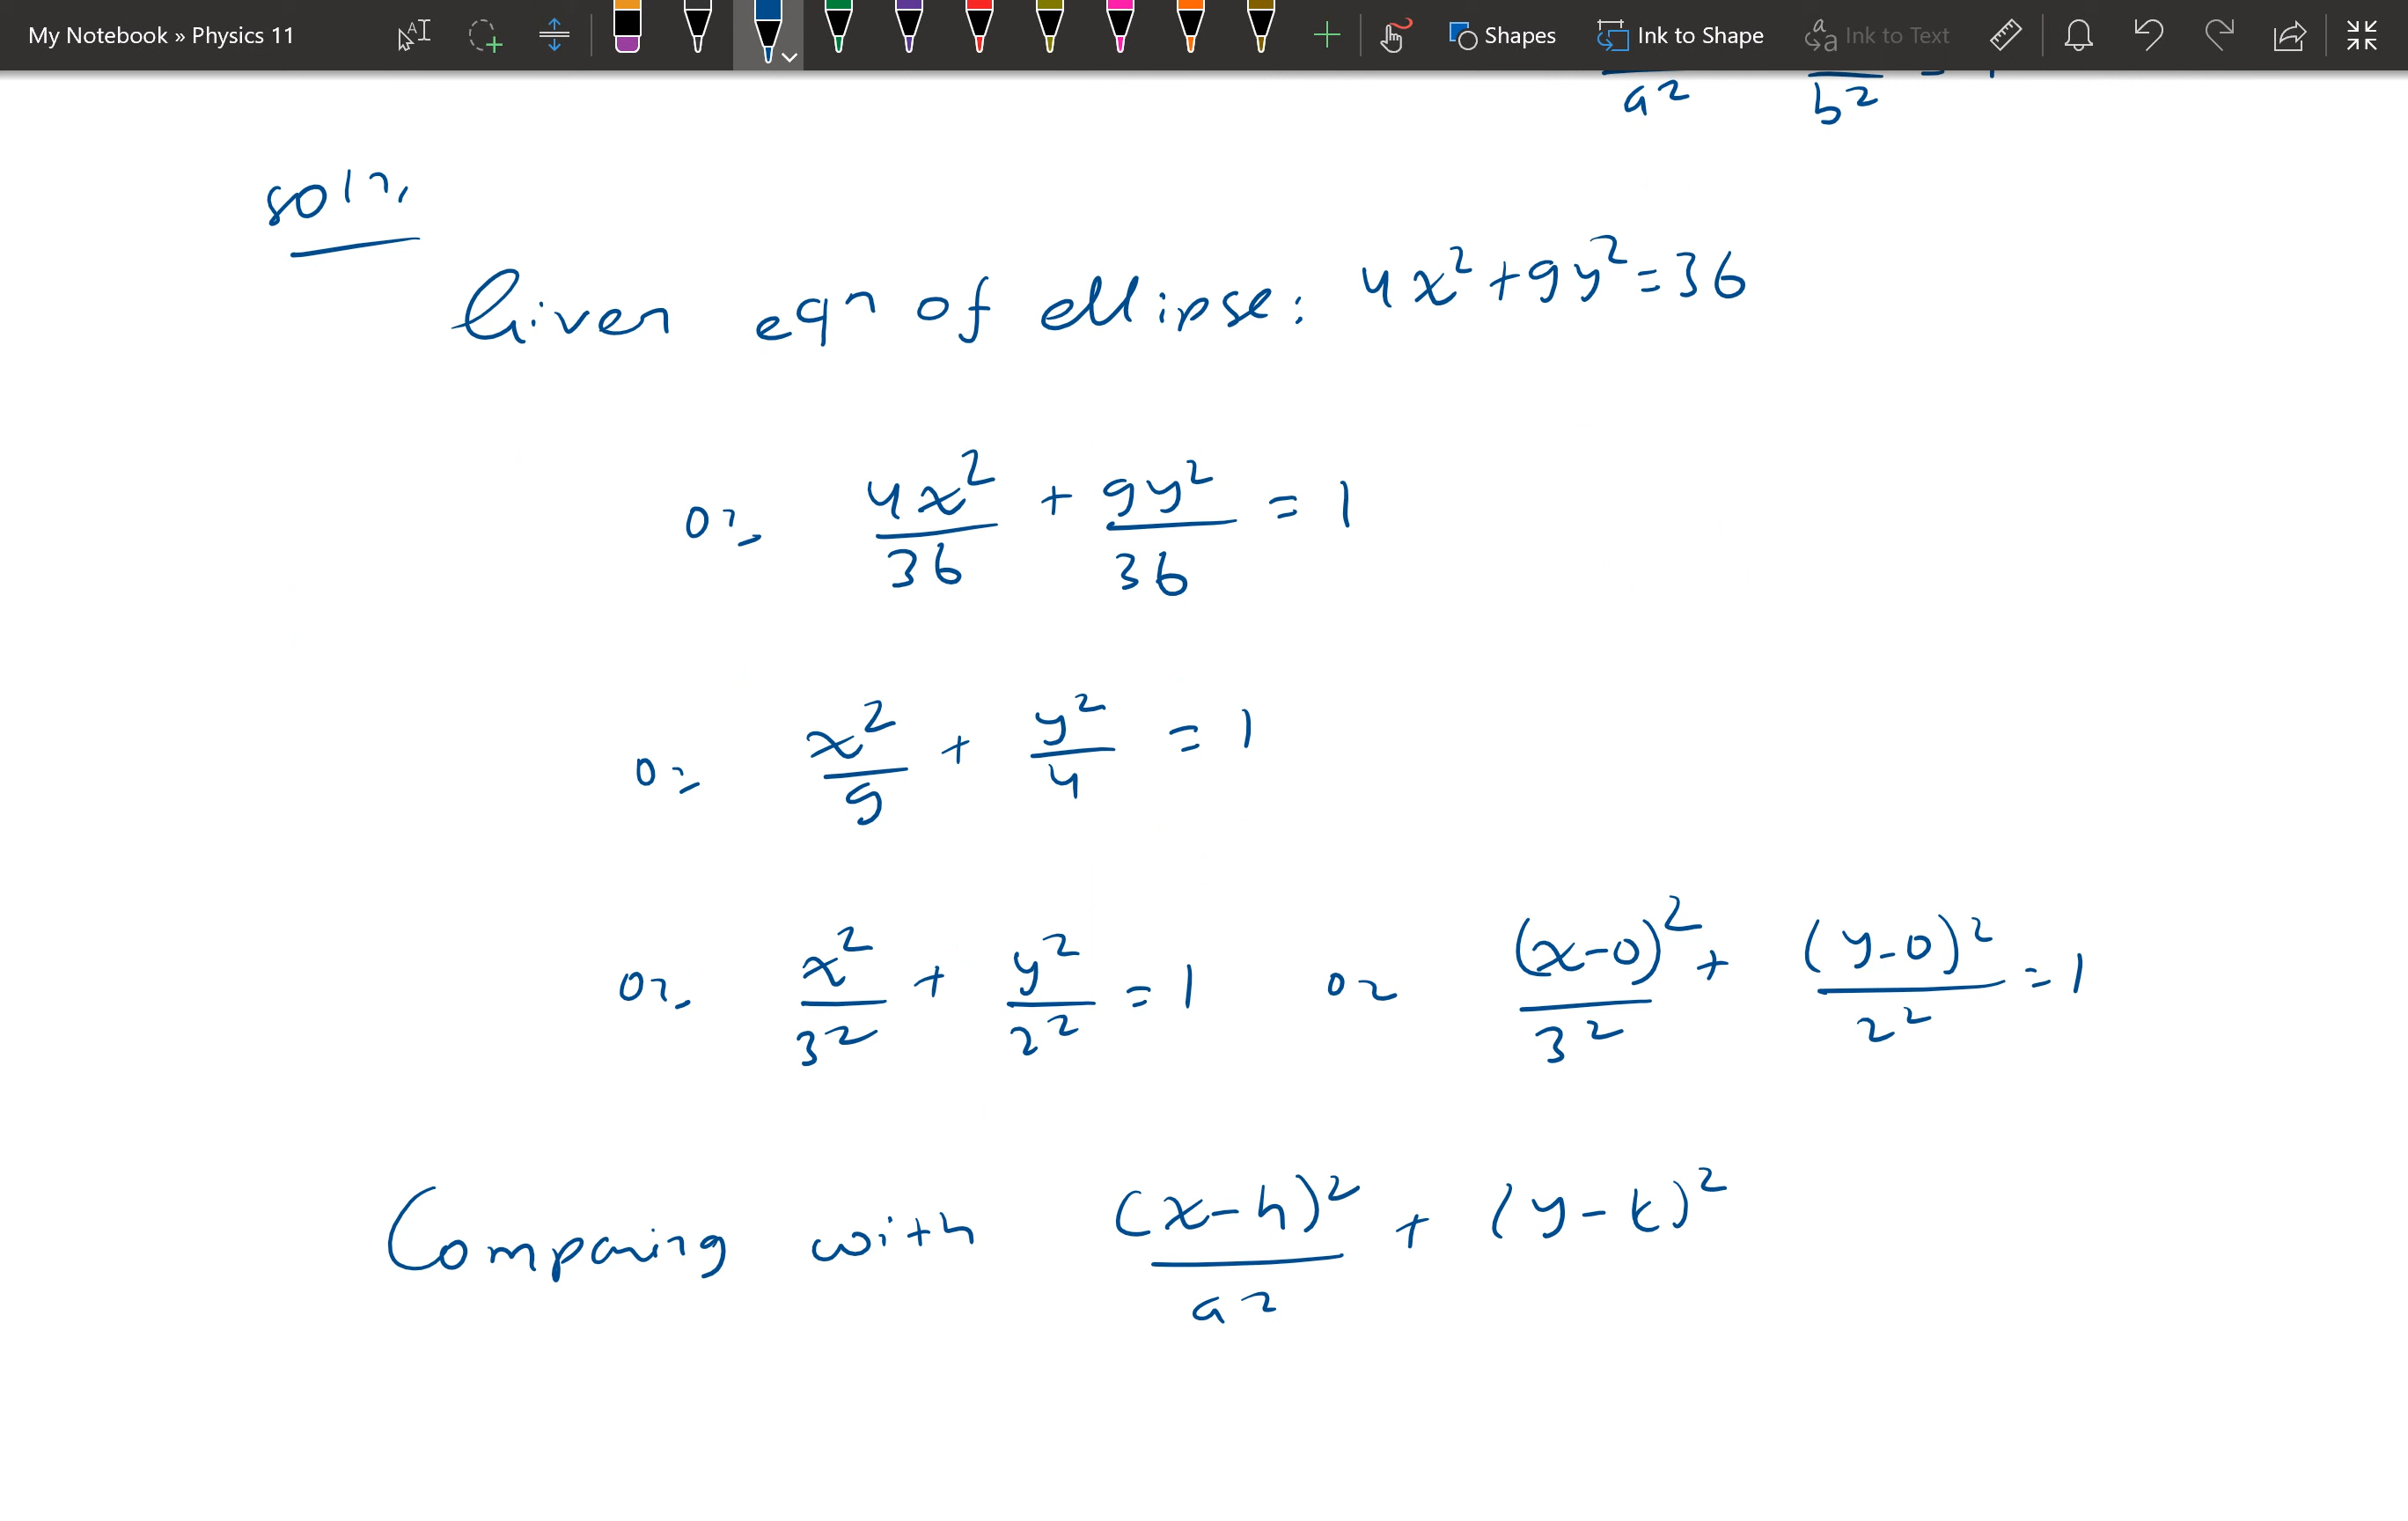 My Notebook » Physics 11 Shapes Ink to Shape Ink to Text
a² b² = 1
Soln,
Given eqn of ellipse: 4x²+9y²=36
or, 4x²/36 + 9y²/36 = 1
or, x²/9 + y²/4 = 1
or, x²/3² + y²/2² = 1 or (x-0)²/3² + (y-0)²/2² = 1
Comparing with (x-h)²/a² + (y-k)²